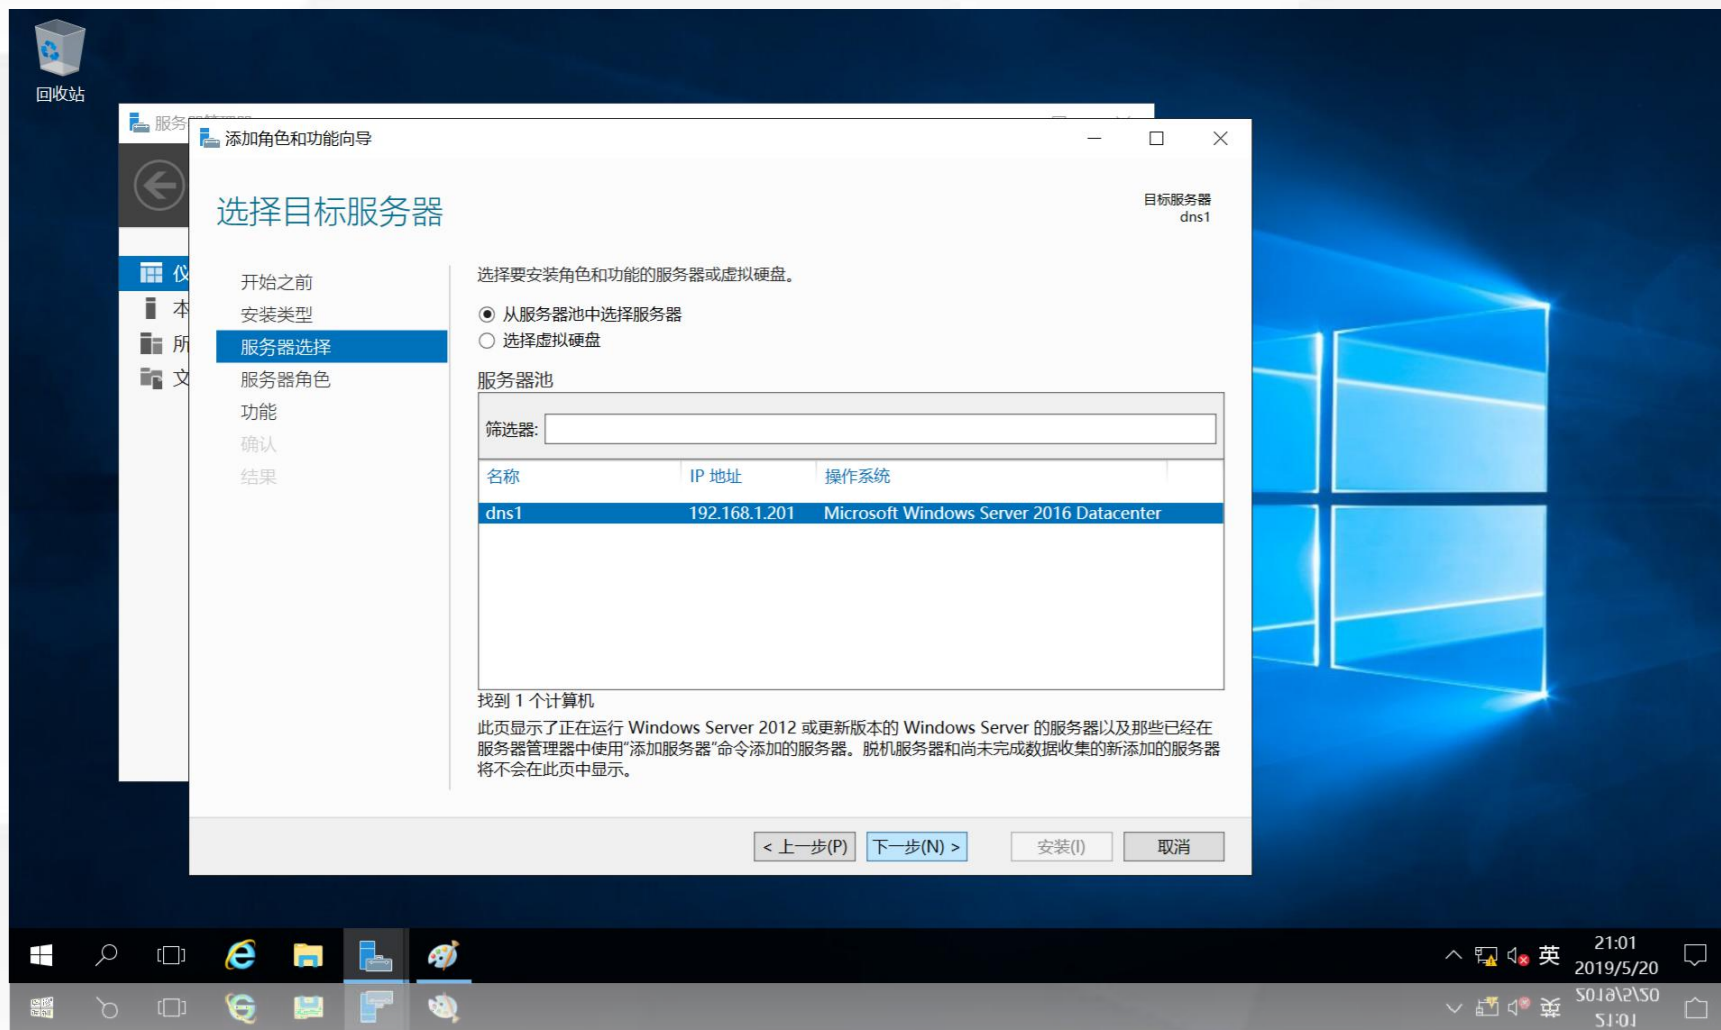 回收站
服务
添加角色和功能向导
选择目标服务器
目标服务器
dns1
仪
本
所
文
开始之前
安装类型
服务器选择
服务器角色
功能
确认
结果
选择要安装角色和功能的服务器或虚拟硬盘。
从服务器池中选择服务器
选择虚拟硬盘
服务器池
筛选器:
名称 IP 地址 操作系统
dns1 192.168.1.201 Microsoft Windows Server 2016 Datacenter
找到 1 个计算机
此页显示了正在运行 Windows Server 2012 或更新版本的 Windows Server 的服务器以及那些已经在
服务器管理器中使用“添加服务器”命令添加的服务器。脱机服务器和尚未完成数据收集的新添加的服务器
将不会在此页中显示。
< 上一步(P) 下一步(N) > 安装(I) 取消
英
21:01
2019/5/20